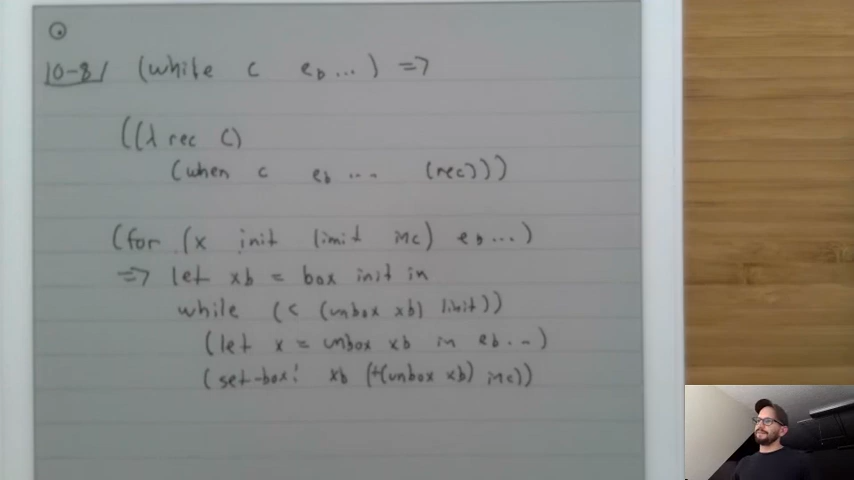 10-8/ (while c eb...) =>
((λ rec ()
(when c eb ... (rec)))
(for (x init limit inc) eb...)
=> let xb = box init in
while (< (unbox xb) limit))
(let x = unbox xb in eb...)
(set-box! xb (+(unbox xb) inc))